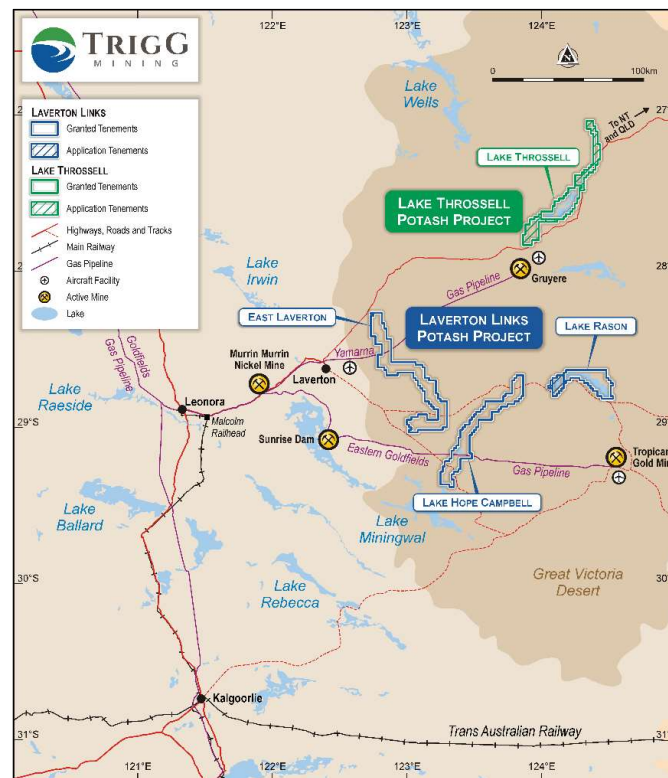 TRIGG
MINING
LAVERTON LINKS
Granted Tenements
Application Tenements
LAKE THROSSELL
Granted Tenements
Application Tenements
Highways, Roads and Tracks
Main Railway
Gas Pipeline
Aircraft Facility
Active Mine
Lake
0
100km
Lake
Wells
To NT
and QLD
LAKE THROSSELL
LAKE THROSSELL
POTASH PROJECT
Gruyere
Gas Pipeline
Lake
Irwin
EAST LAVERTON
LAVERTON LINKS
POTASH PROJECT
LAKE RASON
Yamarna
Murrin Murrin
Nickel Mine
Laverton
Goldfields
Gas Pipeline
Lake
Raeside
Leonora
Malcolm
Railhead
Sunrise Dam
Eastern Goldfields
Gas Pipeline
Tropican
Gold Min
LAKE HOPE CAMPBELL
Lake
Ballard
Lake
Miningwal
Lake
Rebecca
Great Victoria
Desert
Kalgoorlie
Trans Australian Railway
27
28°
29°
27
28
29°S
30°S
31°S
30°S
31°S
121°E
122°E
123°E
124°E
121°E
122°E
123°E
124°E